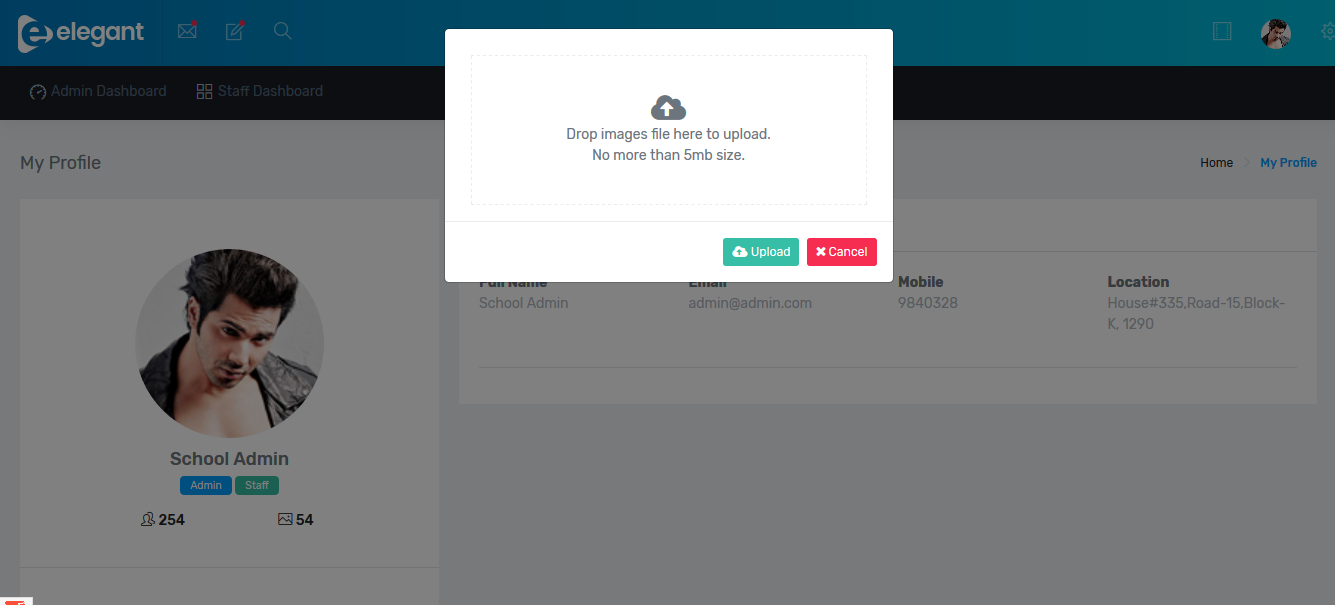 elegant
Admin Dashboard
Staff Dashboard
Drop images file here to upload.
No more than 5mb size.
Upload
Cancel
My Profile
Home
My Profile
School Admin
Admin
Staff
254
54
Full Name
School Admin
Email
admin@admin.com
Mobile
9840328
Location
House#335,Road-15,Block-
K, 1290